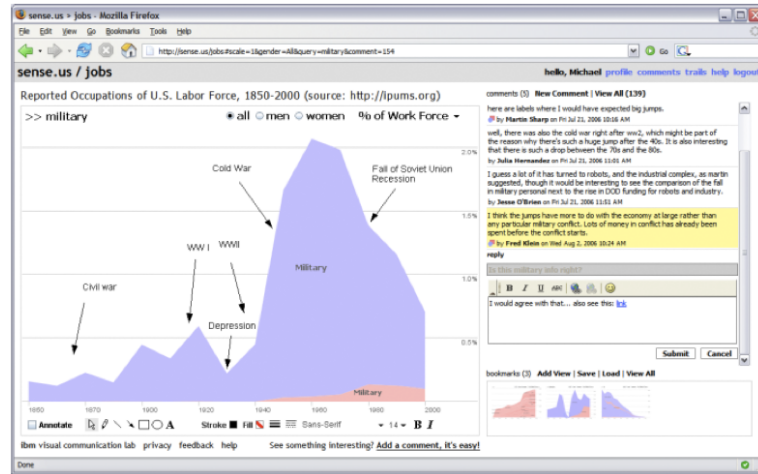 sense.us » jobs - Mozilla Firefox
File Edit View Go Bookmarks Tools Help
http://sense.us/jobs#scale=1&gender=All&query=military&comment=154
Go
sense.us / jobs
hello, Michael profile comments trails help logout
Reported Occupations of U.S. Labor Force, 1850-2000 (source: http://ipums.org)
>> military
all men women
% of Work Force
2.0%
Cold War
Fall of Soviet Union
Recession
1.5%
WW I
WWII
Military
1.0%
Civil war
Depression
0.5%
Military
1850 1870 1880 1900 1920 1940 1960 1980 2000
Annotate
A
Stroke
Fill
Sans-Serif
14
B I
ibm visual communication lab privacy feedback help
See something interesting? Add a comment, it's easy!
comments (5) New Comment | View All (139)
here are labels where I would have expected big jumps.
by Martin Sharp on Fri Jul 21, 2006 10:16 AM
well, there was also the cold war right after ww2, which might be part of
the reason why there's such a huge jump after the 40s. It is also interesting
that there is such a drop between the 70s and the 80s.
by Julia Hernandez on Fri Jul 21, 2006 11:01 AM
I guess a lot of it has turned to robots, and the industrial complex, as martin
suggested, though it would be interesting to see the comparison of the fall
in military personal next to the rise in DOD funding for robots and industry.
by Jesse O'Brien on Fri Jul 21, 2006 11:51 AM
I think the jumps have more to do with the economy at large rather than
any particular military conflict. Lots of money in conflict has already been
spent before the conflict starts.
by Fred Klein on Wed Aug 2, 2006 10:24 AM
reply
Is this military info right?
B I U ABC
I would agree with that... also see this: link
Submit Cancel
bookmarks (3) Add View | Save | Load | View All
Done